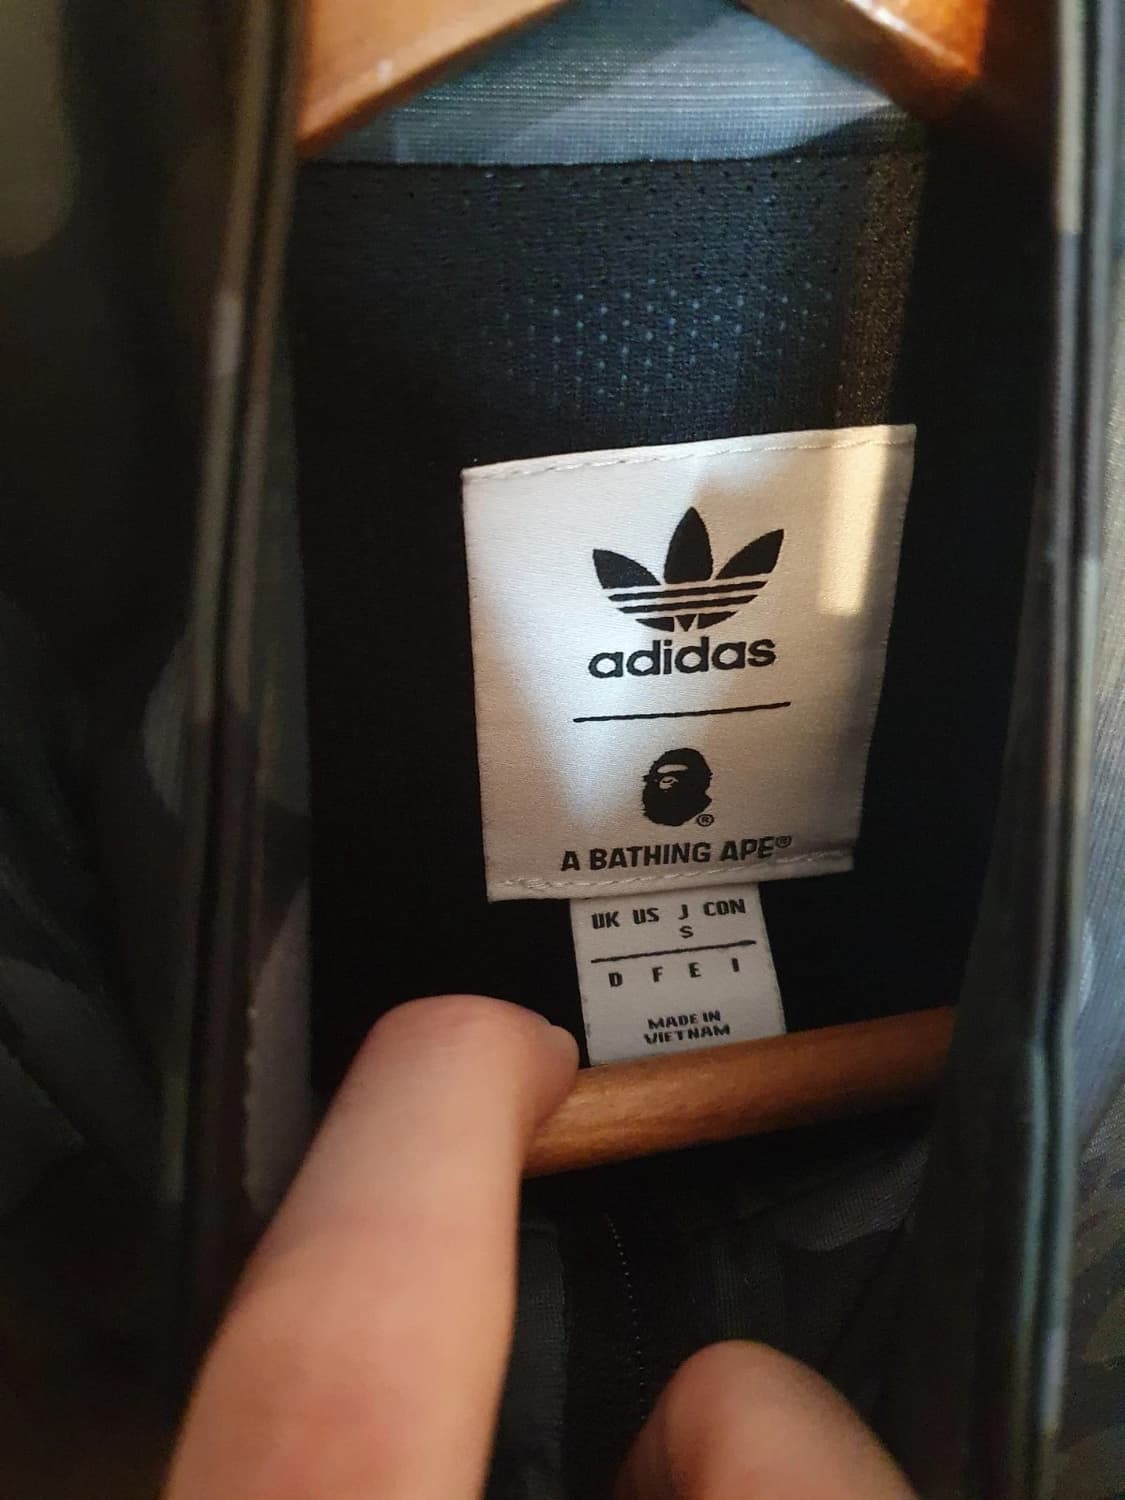 adidas
®
A BATHING APE®
UK US J CON
S
D F E I
MADE IN
VIETNAM